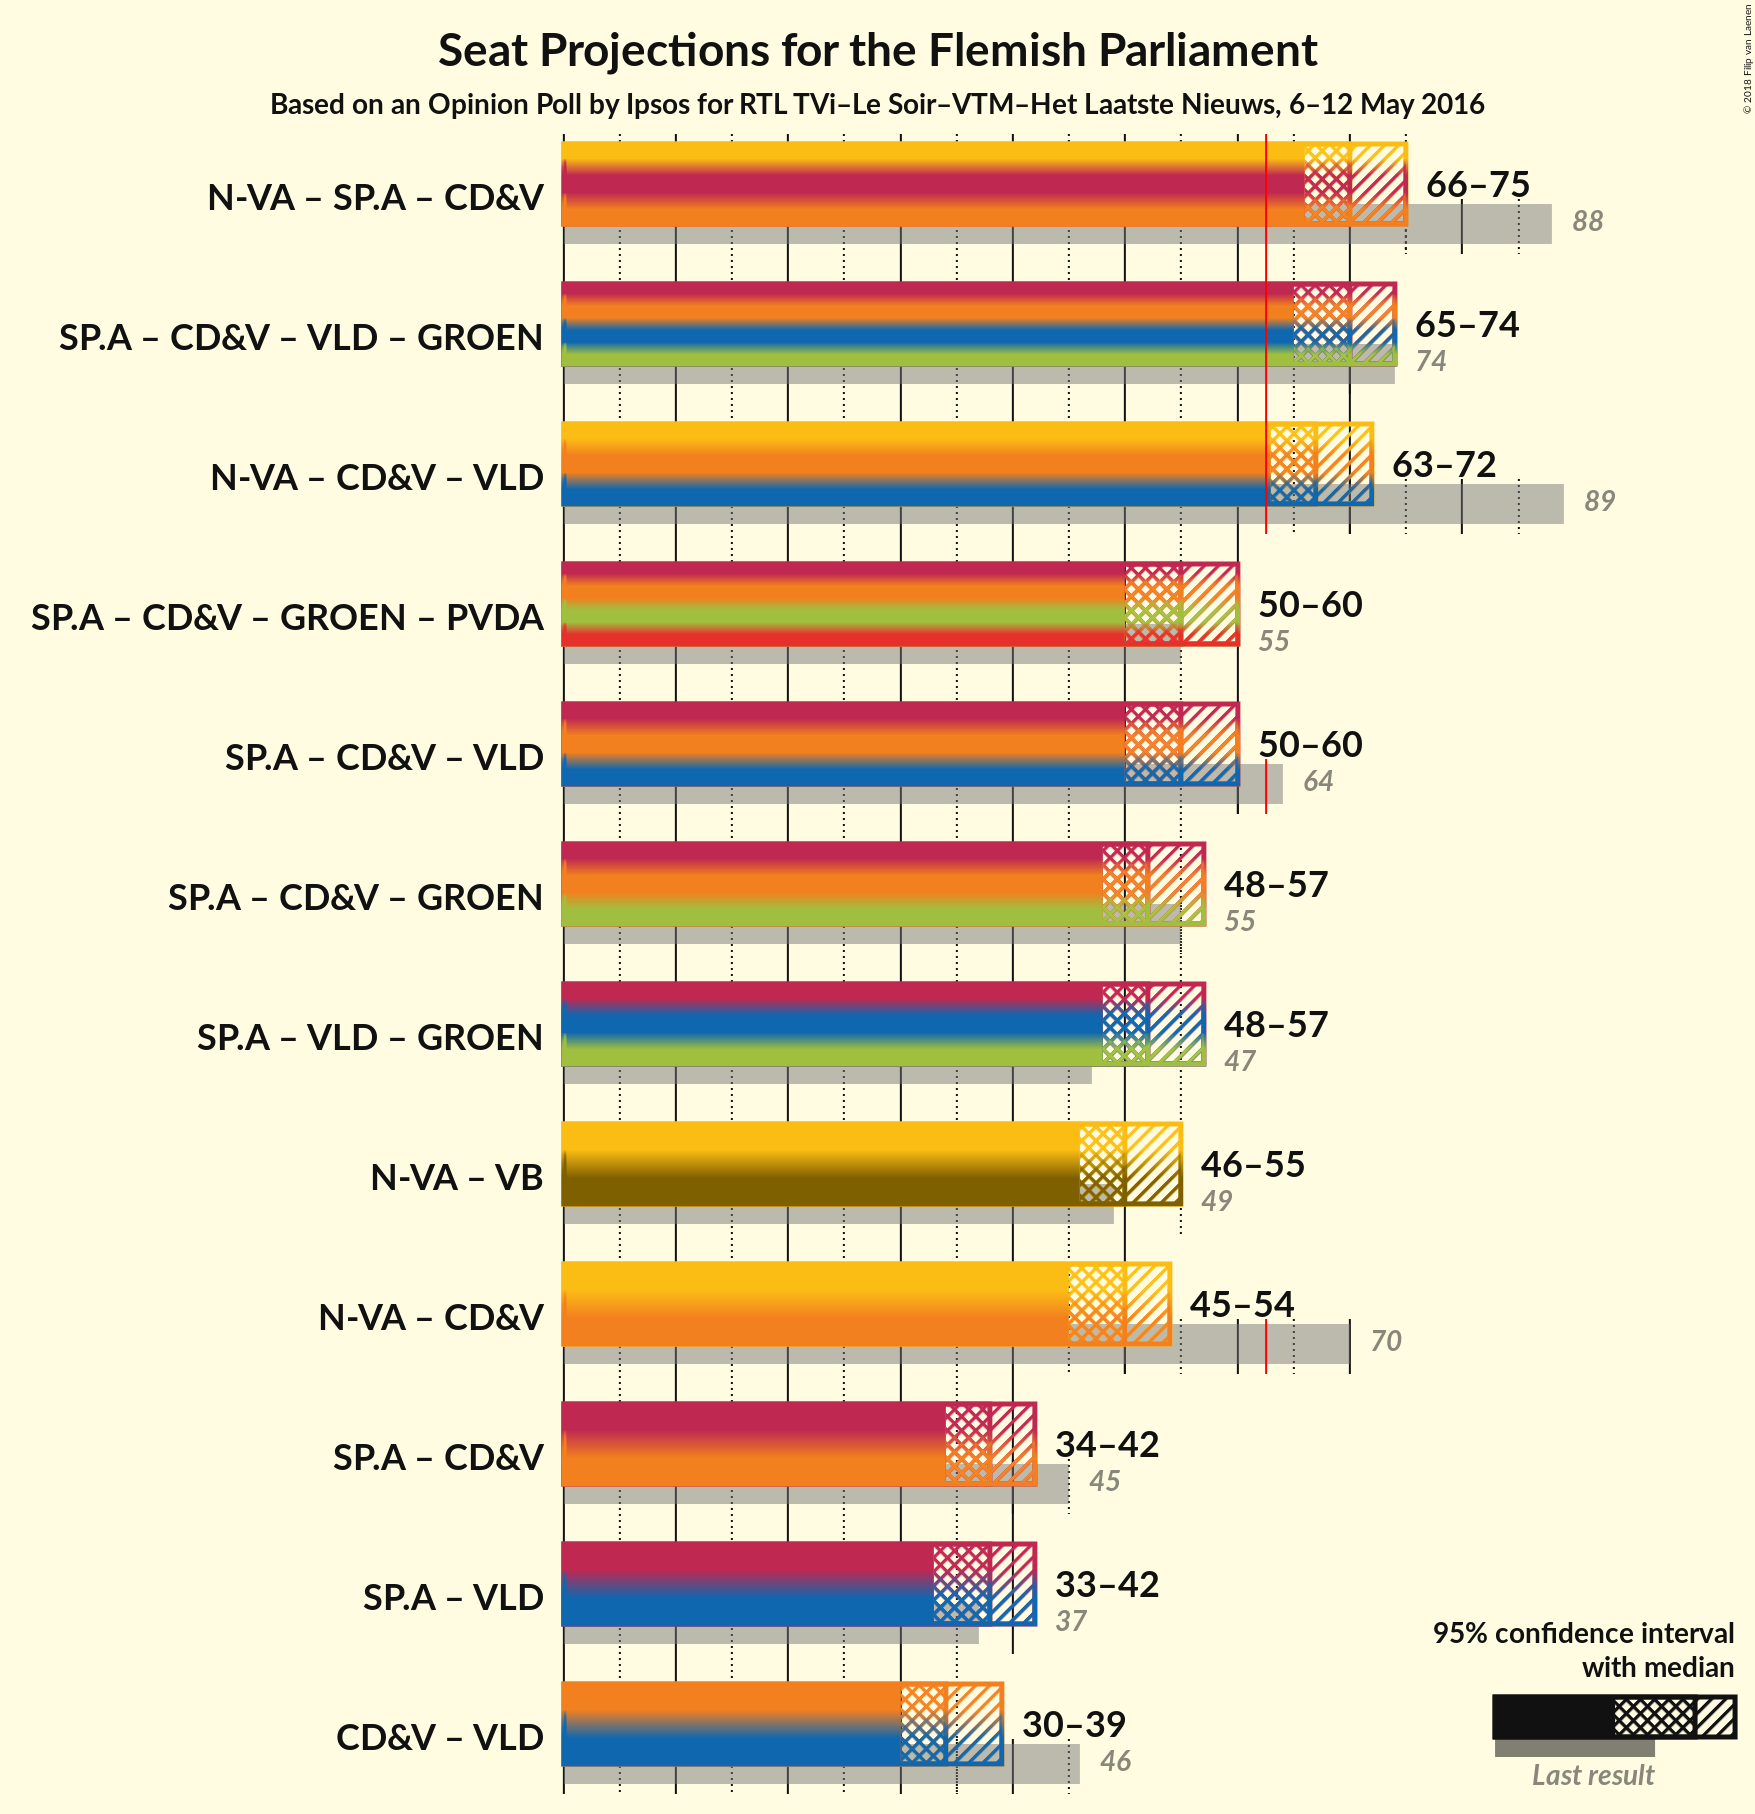 Seat Projections for the Flemish Parliament
Based on an Opinion Poll by Ipsos for RTL TVi–Le Soir–VTM–Het Laatste Nieuws, 6–12 May 2016
© 2018 Filip van Laenen
N-VA – SP.A – CD&V
66–75
88
SP.A – CD&V – VLD – GROEN
65–74
74
N-VA – CD&V – VLD
63–72
89
SP.A – CD&V – GROEN – PVDA
50–60
55
SP.A – CD&V – VLD
50–60
64
SP.A – CD&V – GROEN
48–57
55
SP.A – VLD – GROEN
48–57
47
N-VA – VB
46–55
49
N-VA – CD&V
45–54
70
SP.A – CD&V
34–42
45
SP.A – VLD
33–42
37
CD&V – VLD
30–39
46
95% confidence interval
with median
Last result